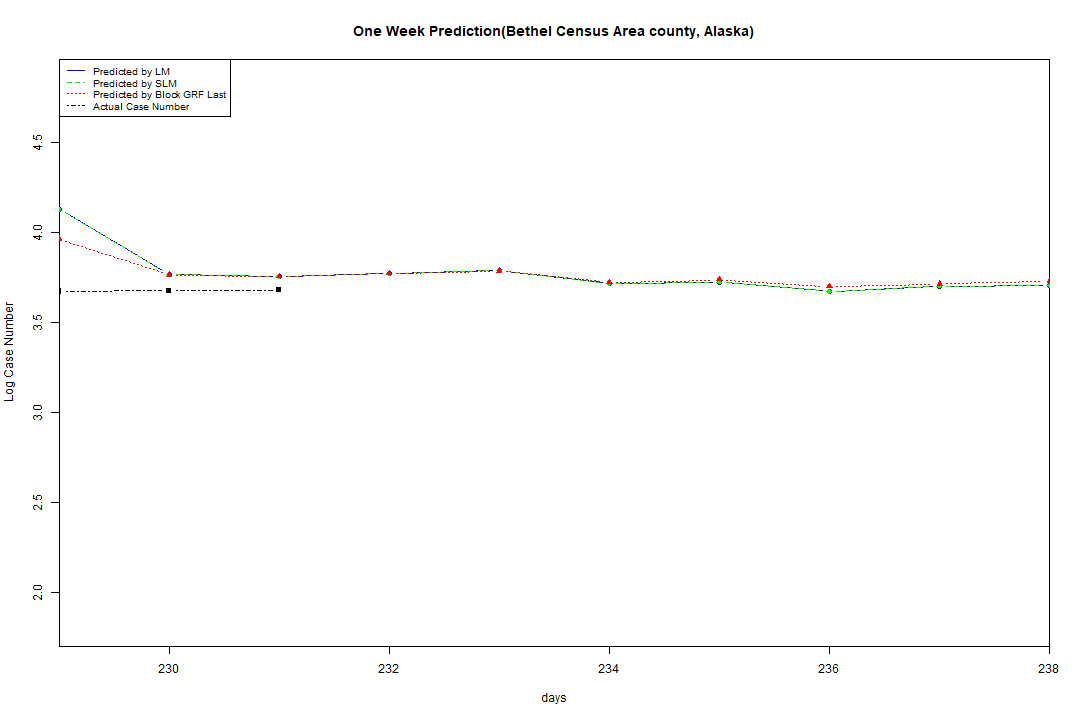 One Week Prediction(Bethel Census Area county, Alaska)
Predicted by LM
Predicted by SLM
Predicted by Block GRF Last
Actual Case Number
4.5
4.0
3.5
3.0
2.5
2.0
Log Case Number
230 232 234 236 238
days